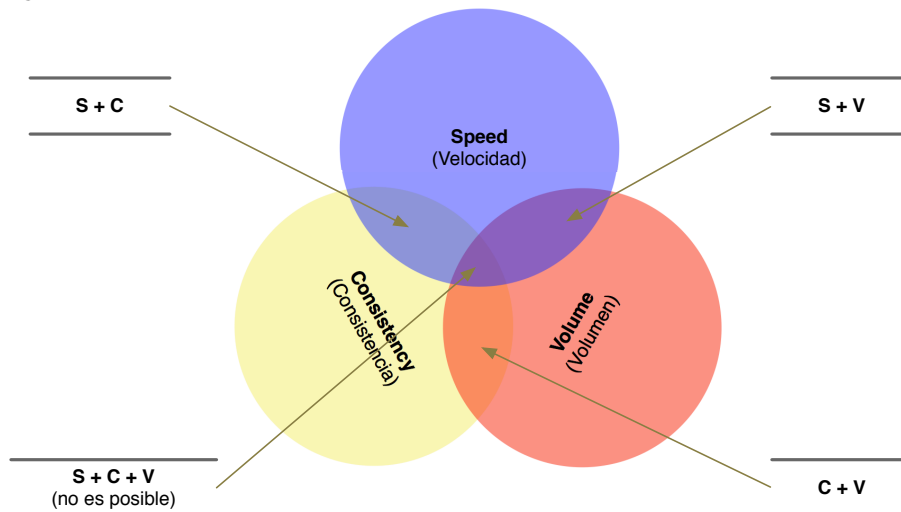 S + C
S + V
Speed
(Velocidad)
Consistency
(Consistencia)
Volume
(Volumen)
S + C + V
(no es posible)
C + V